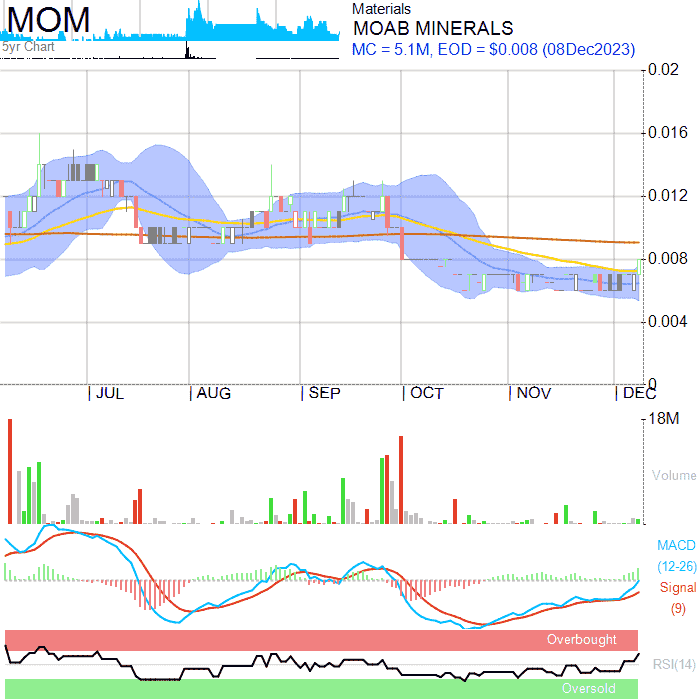 MOM
5yr Chart
Materials
MOAB MINERALS
MC = 5.1M, EOD = $0.008 (08Dec2023)
0.02
0.016
0.012
0.008
0.004
0
JUL AUG SEP OCT NOV DEC
18M
Volume
MACD
(12-26)
Signal
(9)
Overbought
RSI(14)
Oversold